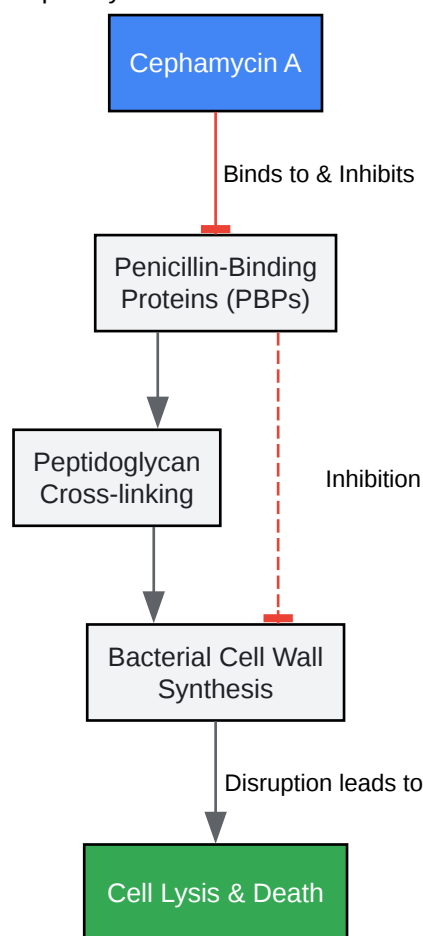 Cephamycin A
Binds to & Inhibits
Penicillin-Binding
Proteins (PBPs)
Peptidoglycan
Cross-linking
Inhibition
Bacterial Cell Wall
Synthesis
Disruption leads to
Cell Lysis & Death